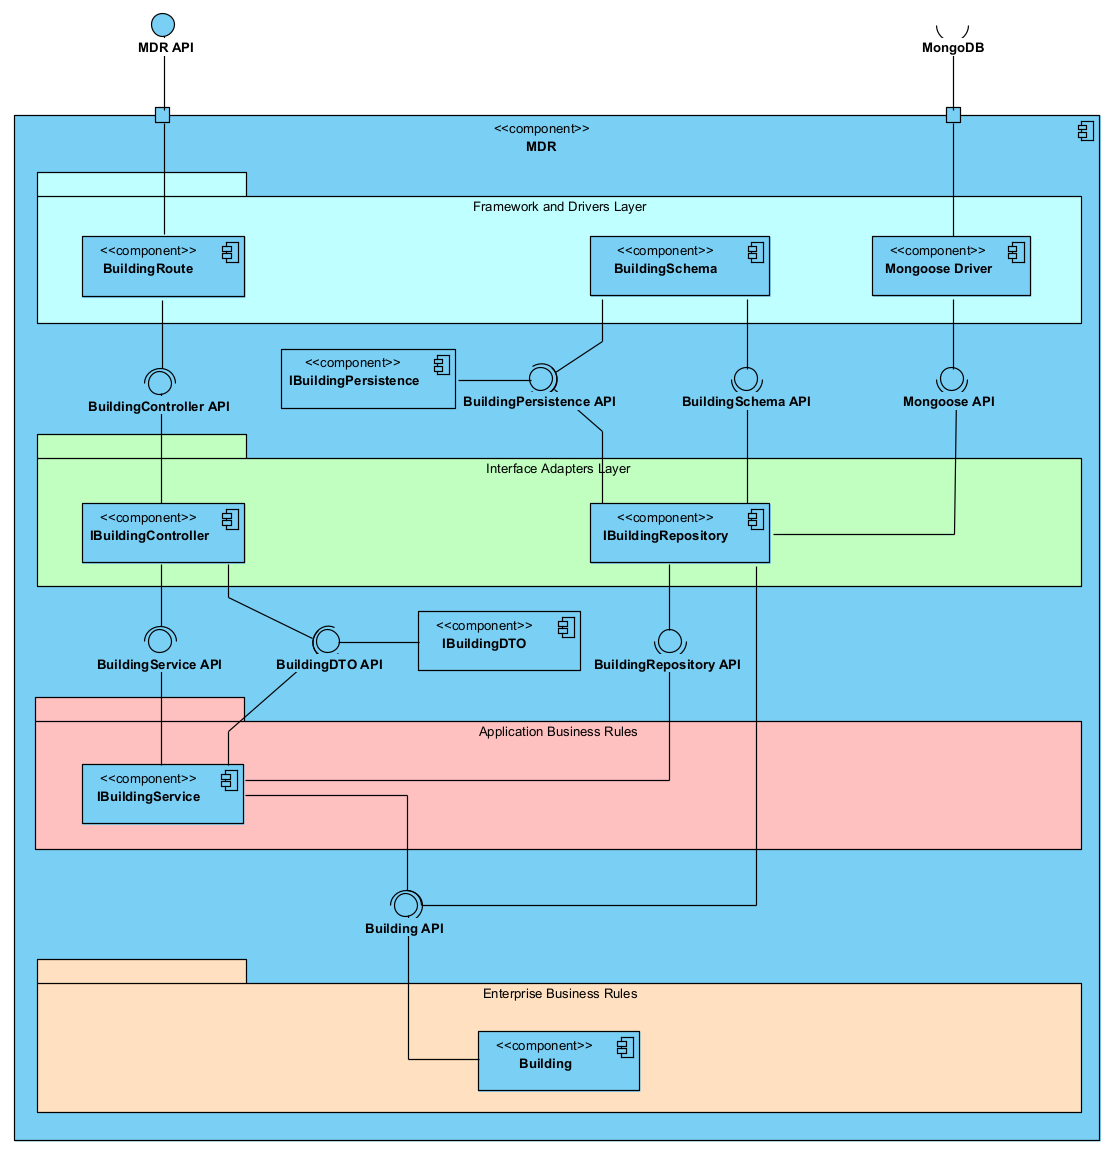 MDR API
MongoDB
<<component>>
MDR
Framework and Drivers Layer
<<component>>
BuildingRoute
<<component>>
BuildingSchema
<<component>>
Mongoose Driver
<<component>>
IBuildingPersistence
BuildingController API
BuildingPersistence API
BuildingSchema API
Mongoose API
Interface Adapters Layer
<<component>>
IBuildingController
<<component>>
IBuildingRepository
<<component>>
IBuildingDTO
BuildingService API
BuildingDTO API
BuildingRepository API
Application Business Rules
<<component>>
IBuildingService
Building API
Enterprise Business Rules
<<component>>
Building